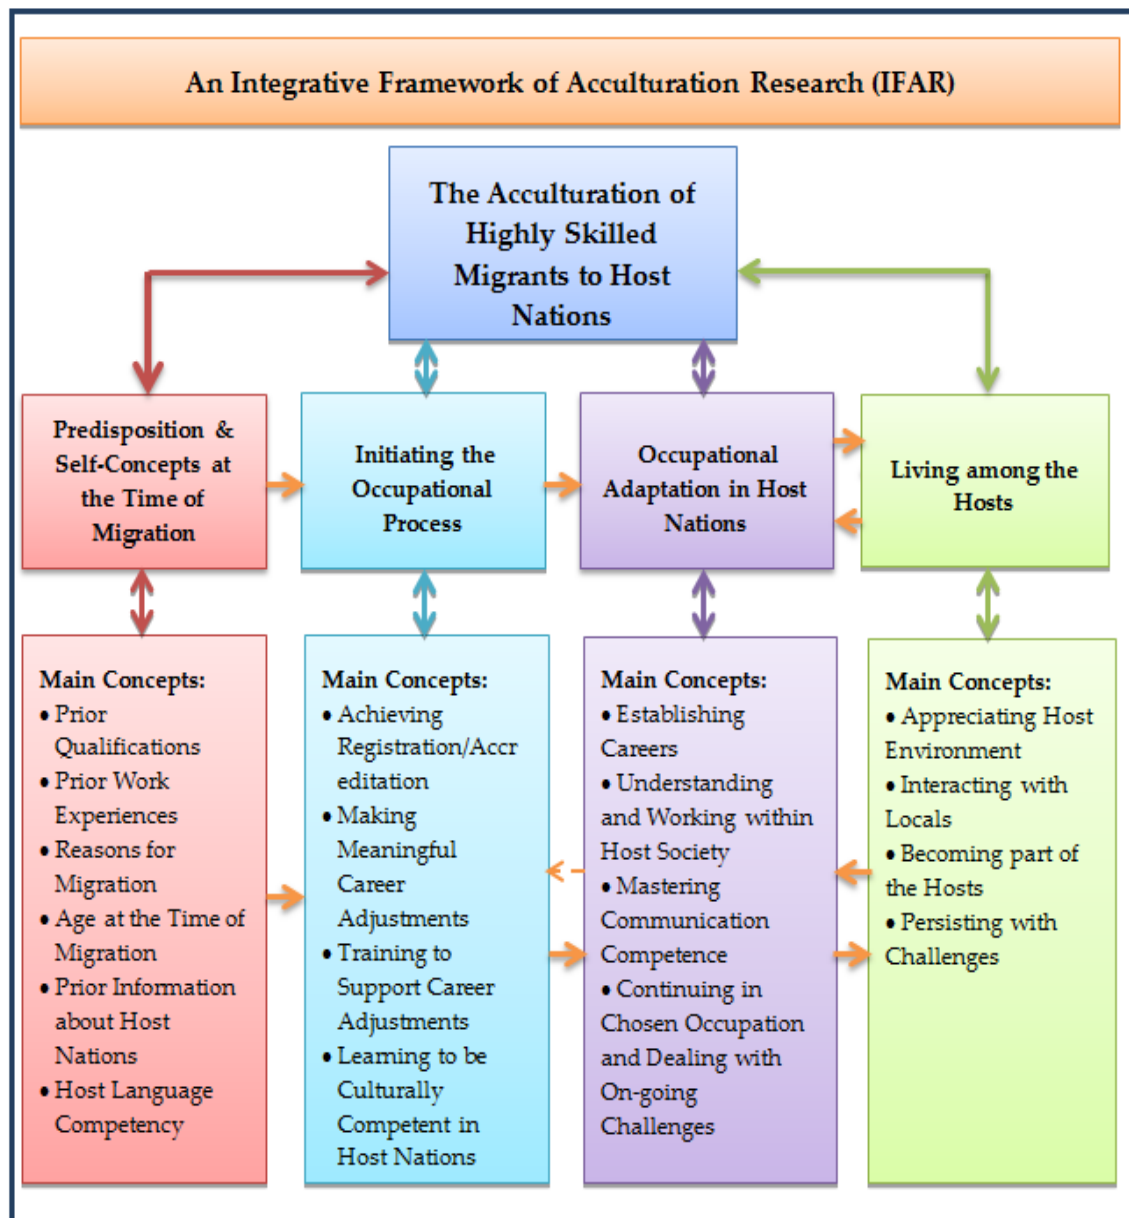 An Integrative Framework of Acculturation Research (IFAR)
The Acculturation of
Highly Skilled
Migrants to Host
Nations
Predisposition &
Self-Concepts at
the Time of
Migration
Initiating the
Occupational
Process
Occupational
Adaptation in Host
Nations
Living among the
Hosts
Main Concepts:
• Prior
Qualifications
• Prior Work
Experiences
• Reasons for
Migration
• Age at the Time of
Migration
• Prior Information
about Host
Nations
• Host Language
Competency
Main Concepts:
• Achieving
Registration/Accr
editation
• Making
Meaningful
Career
Adjustments
• Training to
Support Career
Adjustments
• Learning to be
Culturally
Competent in
Host Nations
Main Concepts:
• Establishing
Careers
• Understanding
and Working within
Host Society
• Mastering
Communication
Competence
• Continuing in
Chosen Occupation
and Dealing with
On-going
Challenges
Main Concepts:
• Appreciating Host
Environment
• Interacting with
Locals
• Becoming part of
the Hosts
• Persisting with
Challenges